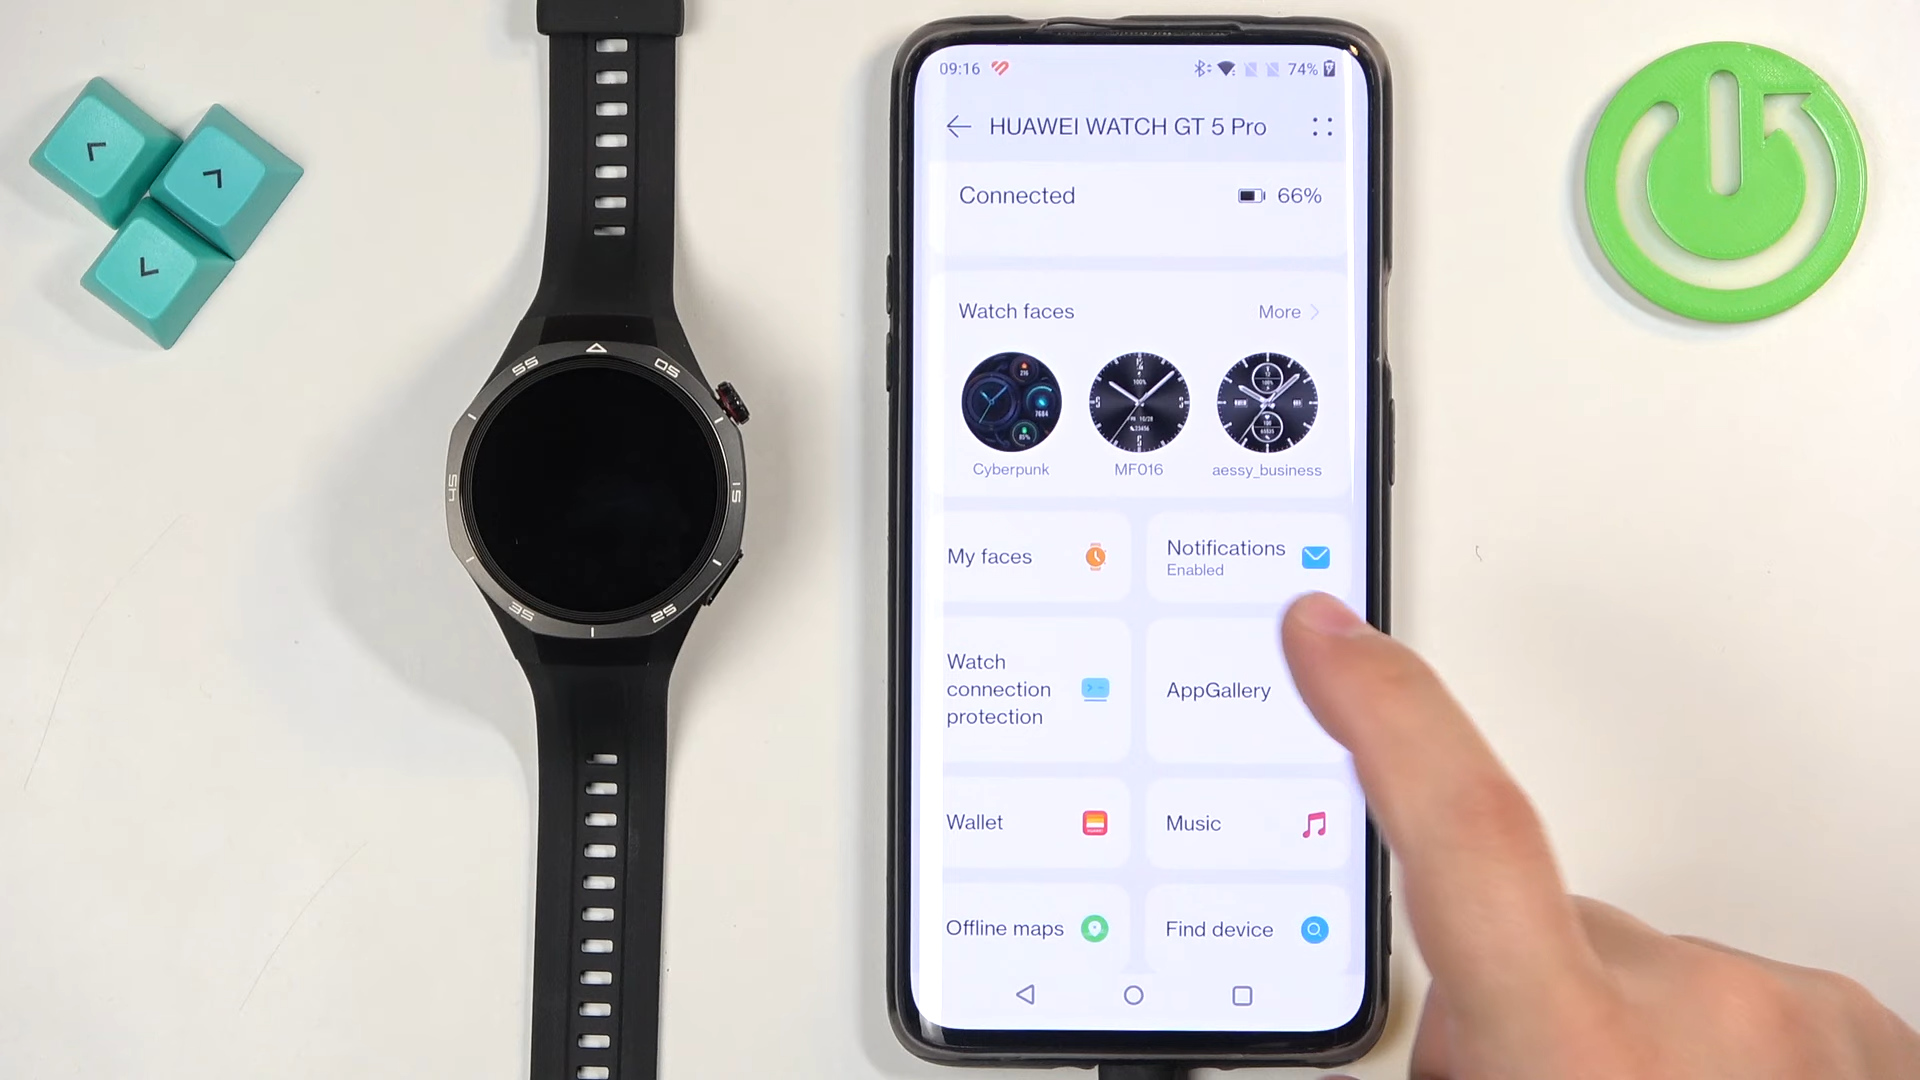 09:16
74%
HUAWEI WATCH GT 5 Pro
Connected
66%
Watch faces
More
Cyberpunk
MF016
aessy_business
My faces
Notifications
Enabled
Watch
connection
protection
AppGallery
Wallet
Music
Offline maps
Find device
55
05
45
15
35
25